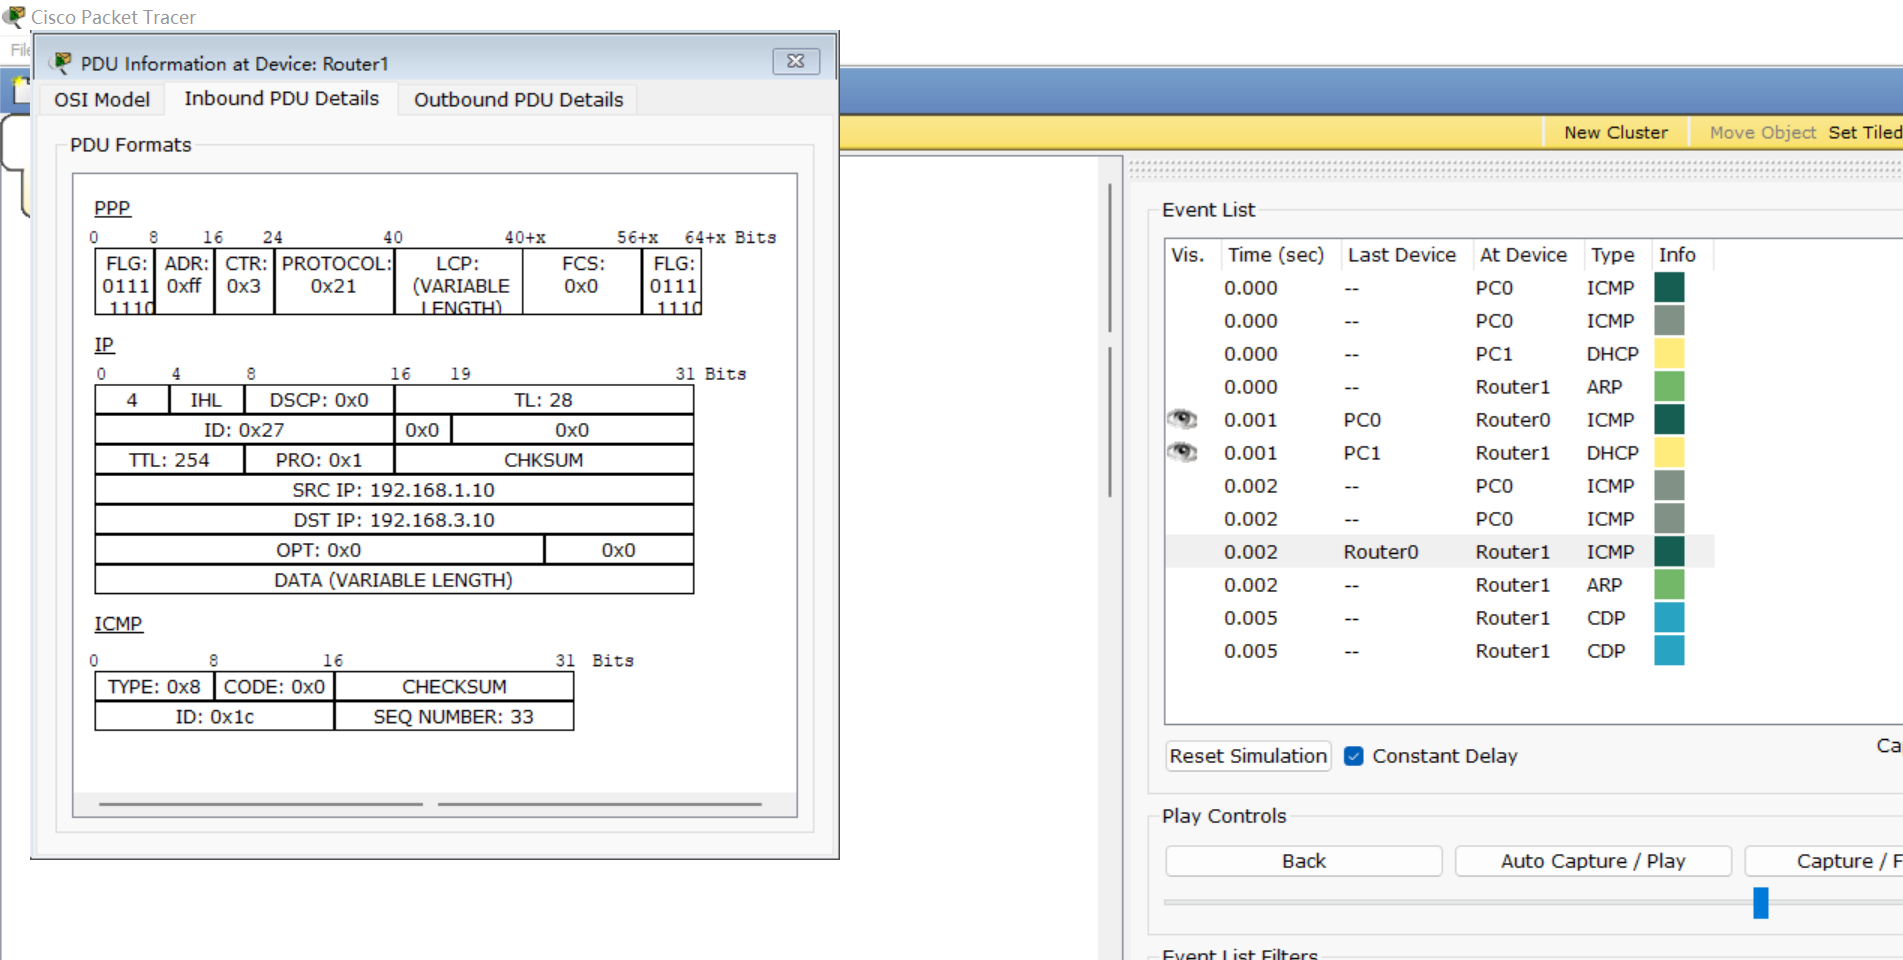 Cisco Packet Tracer
PDU Information at Device: Router1
OSI Model Inbound PDU Details Outbound PDU Details
PDU Formats
PPP
0 8 16 24 40 40+x 56+x 64+x Bits
FLG: ADR: CTR: PROTOCOL: LCP: FCS: FLG:
0111 0xff 0x3 0x21 (VARIABLE 0x0 0111
1110 LENGTH) 1110
IP
0 4 8 16 19 31 Bits
4 IHL DSCP: 0x0 TL: 28
ID: 0x27 0x0 0x0
TTL: 254 PRO: 0x1 CHKSUM
SRC IP: 192.168.1.10
DST IP: 192.168.3.10
OPT: 0x0 0x0
DATA (VARIABLE LENGTH)
ICMP
0 8 16 31 Bits
TYPE: 0x8 CODE: 0x0 CHECKSUM
ID: 0x1c SEQ NUMBER: 33
New Cluster Move Object Set Tiled
Event List
Vis. Time (sec) Last Device At Device Type Info
0.000 -- PC0 ICMP
0.000 -- PC0 ICMP
0.000 -- PC1 DHCP
0.000 -- Router1 ARP
0.001 PC0 Router0 ICMP
0.001 PC1 Router1 DHCP
0.002 -- PC0 ICMP
0.002 -- PC0 ICMP
0.002 Router0 Router1 ICMP
0.002 -- Router1 ARP
0.005 -- Router1 CDP
0.005 -- Router1 CDP
Reset Simulation Constant Delay
Play Controls
Back Auto Capture / Play Capture / F
Event List Filters